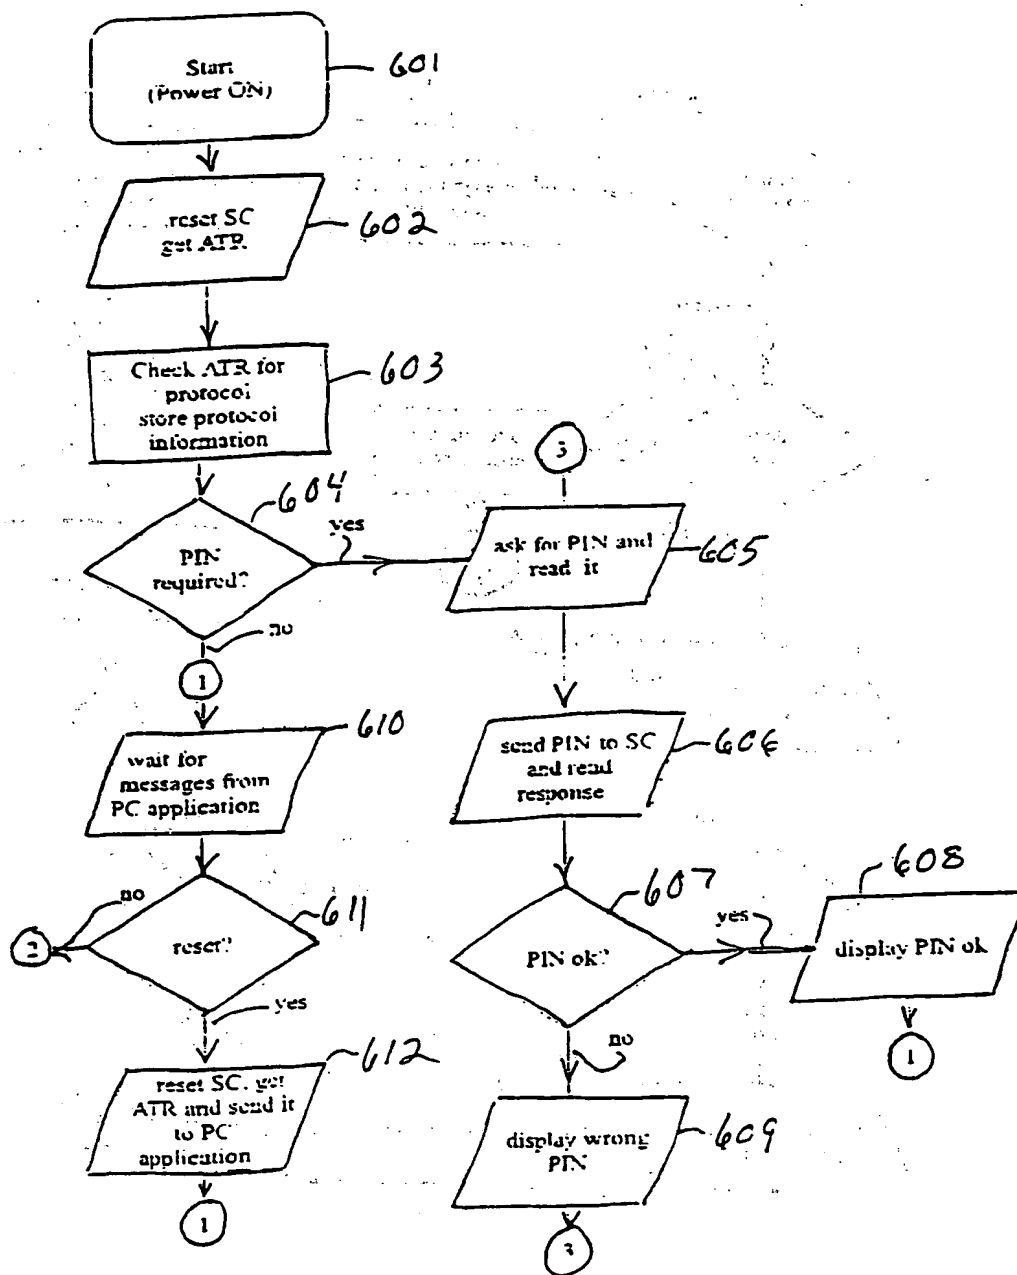 Start
(Power ON)
601
reset SC
get ATR
602
Check ATR for
protocol
store protocol
information
603
3
604
PIN
required?
yes
no
ask for PIN and
read it
605
1
610
wait for
messages from
PC application
send PIN to SC
and read
response
606
no
611
reset?
2
yes
607
PIN ok?
yes
608
display PIN ok
no
1
612
reset SC, get
ATR and send it
to PC
application
display wrong
PIN
609
1
3